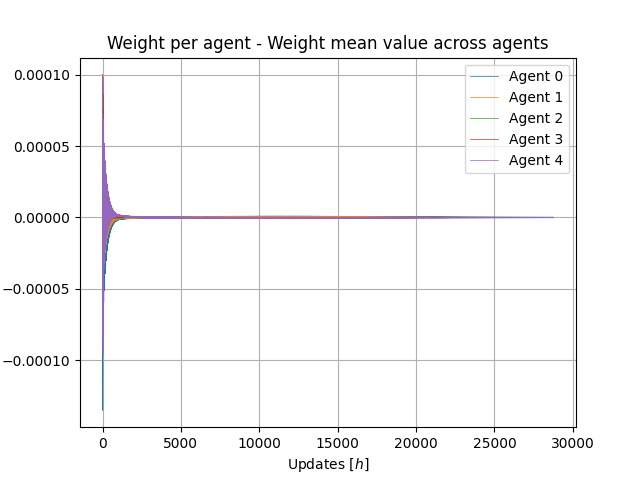 Weight per agent - Weight mean value across agents
0.00010
0.00005
0.00000
−0.00005
−0.00010
Agent 0
Agent 1
Agent 2
Agent 3
Agent 4
0 5000 10000 15000 20000 25000 30000
Updates [h]